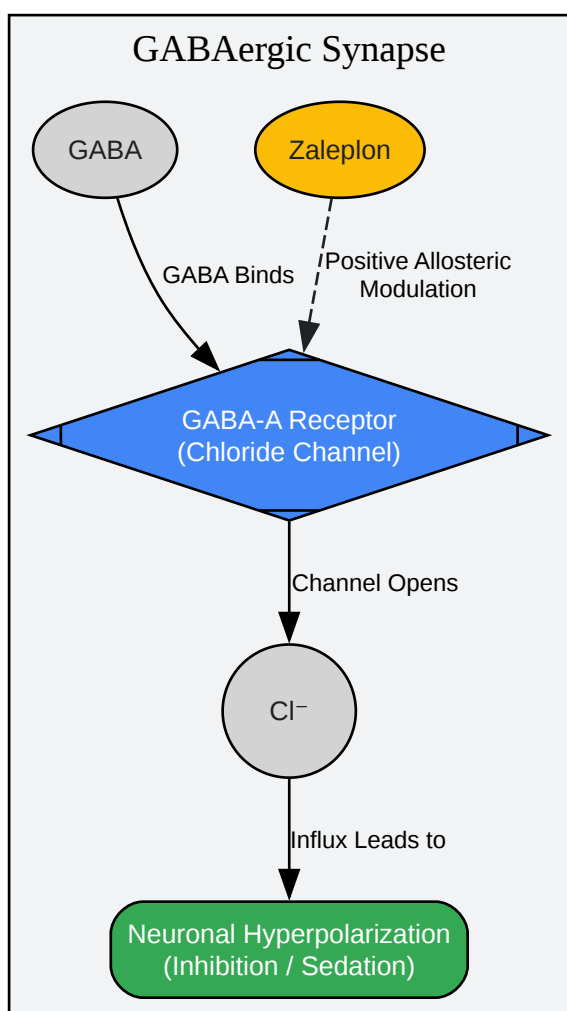 GABAergic Synapse
GABA
Zaleplon
GABA Binds
Positive Allosteric
Modulation
GABA-A Receptor
(Chloride Channel)
Channel Opens
Cl⁻
Influx Leads to
Neuronal Hyperpolarization
(Inhibition / Sedation)